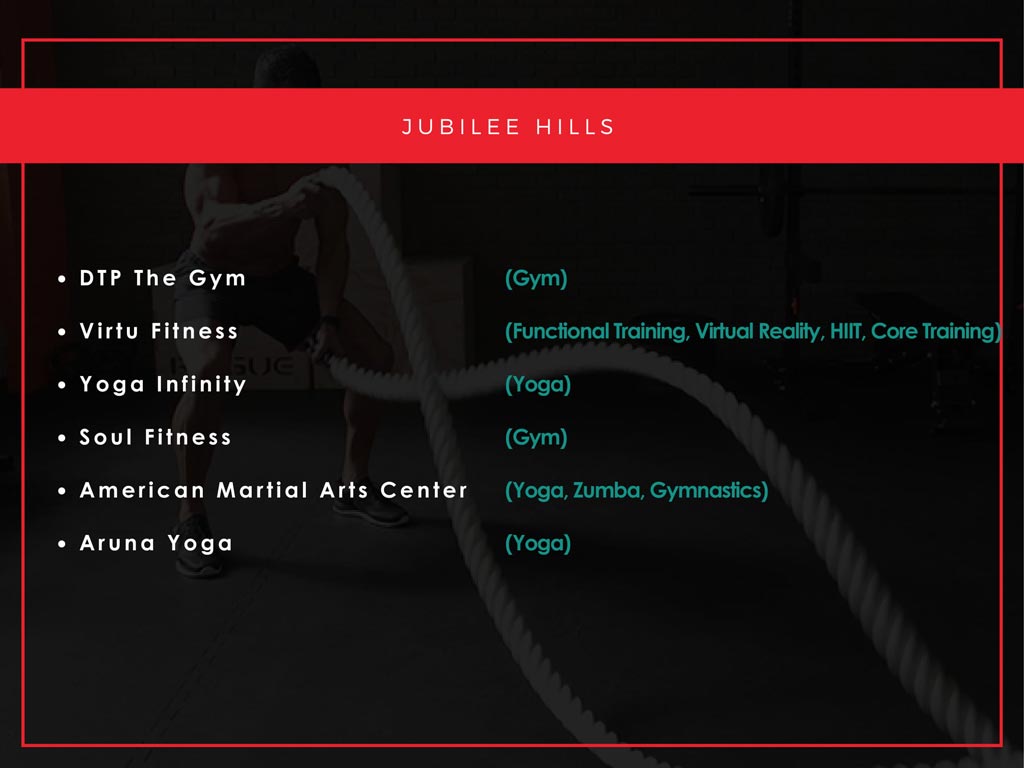 JUBILEE HILLS
• DTP The Gym (Gym)
• Virtu Fitness (Functional Training, Virtual Reality, HIIT, Core Training)
• Yoga Infinity (Yoga)
• Soul Fitness (Gym)
• American Martial Arts Center (Yoga, Zumba, Gymnastics)
• Aruna Yoga (Yoga)